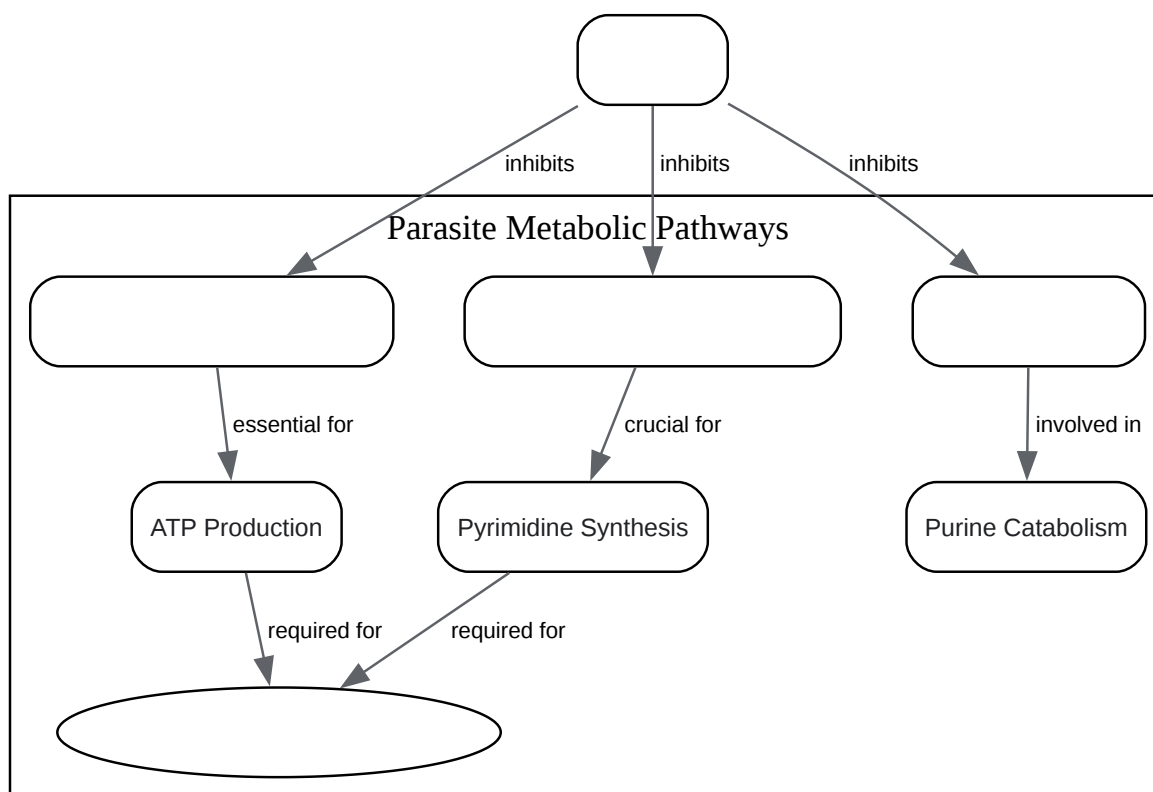 inhibits
inhibits
inhibits
Parasite Metabolic Pathways
essential for
crucial for
involved in
ATP Production
Pyrimidine Synthesis
Purine Catabolism
required for
required for